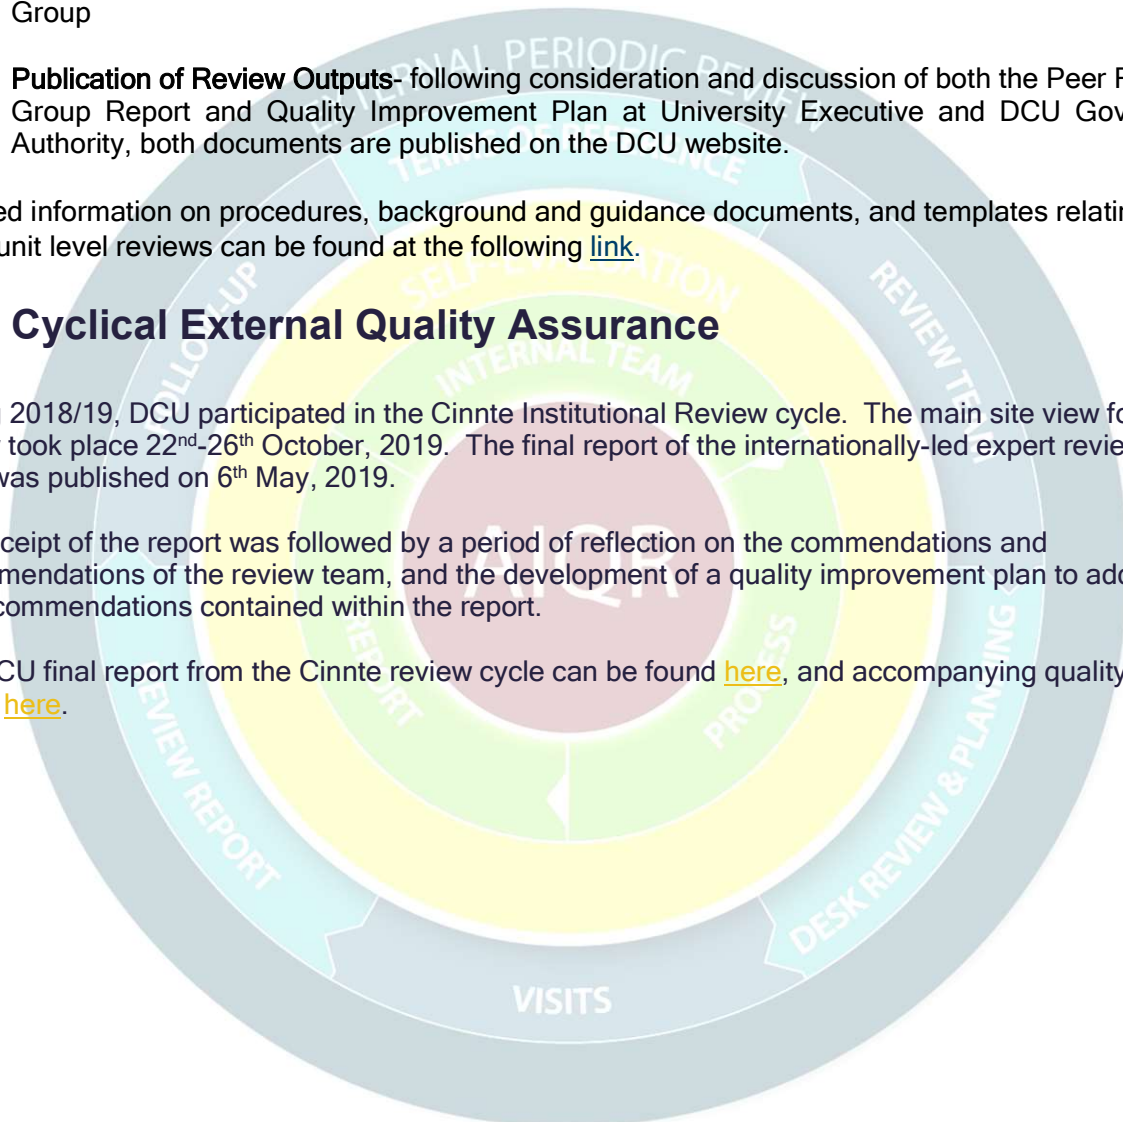 Group
Publication of Review Outputs- following consideration and discussion of both the Peer
Group Report and Quality Improvement Plan at University Executive and DCU Gov
Authority, both documents are published on the DCU website.
ed information on procedures, background and guidance documents, and templates relatin
unit level reviews can be found at the following link.
Cyclical External Quality Assurance
2018/19, DCU participated in the Cinnte Institutional Review cycle. The main site view fo
took place 22nd-26th October, 2019. The final report of the internationally-led expert revie
was published on 6th May, 2019.
ceipt of the report was followed by a period of reflection on the commendations and
mendations of the review team, and the development of a quality improvement plan to add
commendations contained within the report.
CU final report from the Cinnte review cycle can be found here, and accompanying quality
here.
EXTERNAL PERIODIC REVIEW
TERMS OF REFERENCE
SELF-EVALUATION
INTERNAL TEAM
FOLLOW-UP
REVIEW TEAM
AIQR
REPORT
PROCESS
REVIEW REPORT
DESK REVIEW & PLANNING
VISITS